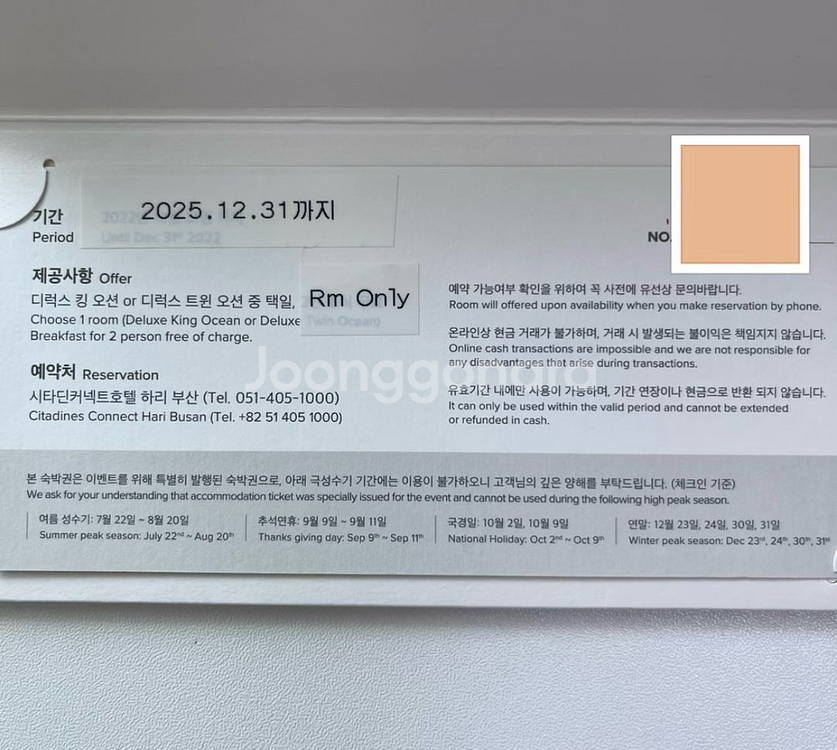 기간
Period
2025.12.31까지
Until Dec 31st 2022
NO.
제공사항 Offer
디럭스 킹 오션 or 디럭스 트윈 오션 중 택일,
Rm Only
Choose 1 room (Deluxe King Ocean or Deluxe Twin Ocean)
Breakfast for 2 person free of charge.
예약처 Reservation
시타딘커넥트호텔 하리 부산 (Tel. 051-405-1000)
Citadines Connect Hari Busan (Tel. +82 51 405 1000)
예약 가능여부 확인을 위하여 꼭 사전에 유선상 문의바랍니다.
Room will offered upon availability when you make reservation by phone.
온라인상 현금 거래가 불가하며, 거래 시 발생되는 불이익은 책임지지 않습니다.
Online cash transactions are impossible and we are not responsible for
any disadvantages that arise during transactions.
유효기간 내에만 사용이 가능하며, 기간 연장이나 현금으로 반환 되지 않습니다.
It can only be used within the valid period and cannot be extended
or refunded in cash.
본 숙박권은 이벤트를 위해 특별히 발행된 숙박권으로, 아래 극성수기 기간에는 이용이 불가하오니 고객님의 깊은 양해를 부탁드립니다. (체크인 기준)
We ask for your understanding that accommodation ticket was specially issued for the event and cannot be used during the following high peak season.
여름 성수기: 7월 22일 ~ 8월 20일
Summer peak season: July 22nd ~ Aug 20th
추석연휴: 9월 9일 ~ 9월 11일
Thanks giving day: Sep 9th ~ Sep 11th
국경일: 10월 2일, 10월 9일
National Holiday: Oct 2nd ~ Oct 9th
연말: 12월 23일, 24일, 30일, 31일
Winter peak season: Dec 23rd, 24th, 30th, 31st